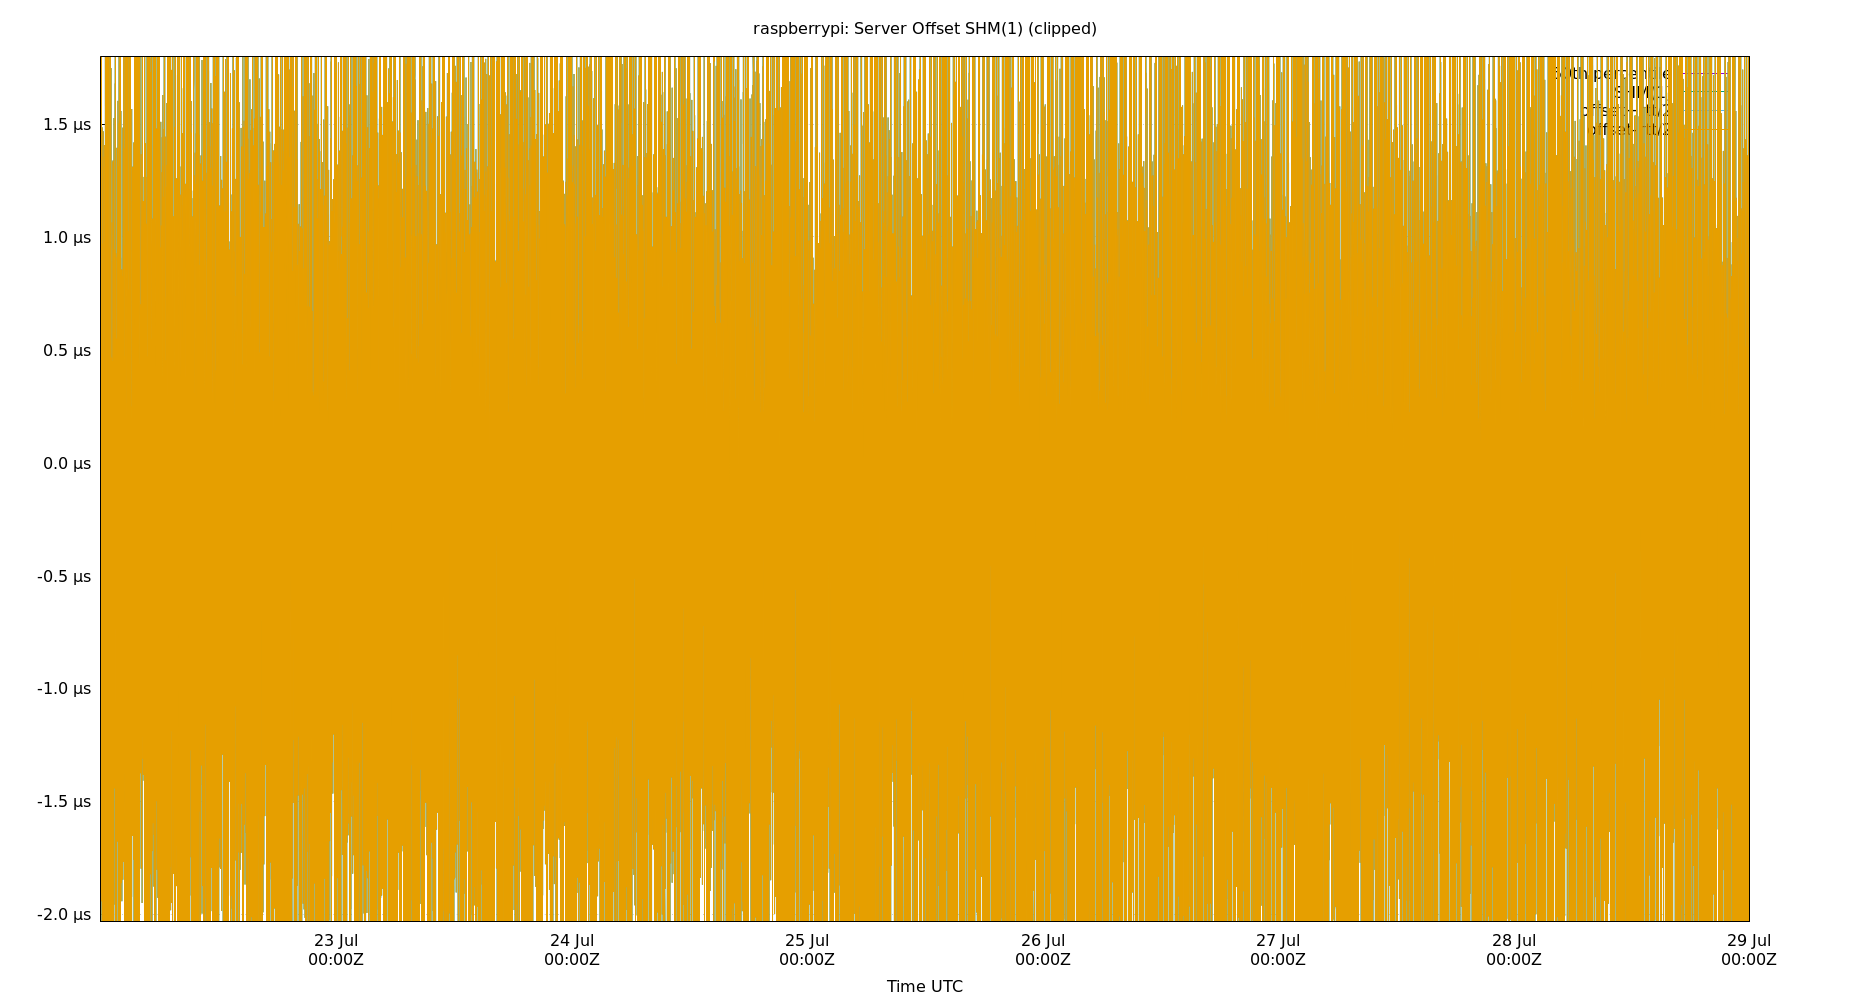 raspberrypi: Server Offset SHM(1) (clipped)
1.5 µs
1.0 µs
0.5 µs
0.0 µs
-0.5 µs
-1.0 µs
-1.5 µs
-2.0 µs
23 Jul
00:00Z
24 Jul
00:00Z
25 Jul
00:00Z
26 Jul
00:00Z
27 Jul
00:00Z
28 Jul
00:00Z
29 Jul
00:00Z
Time UTC